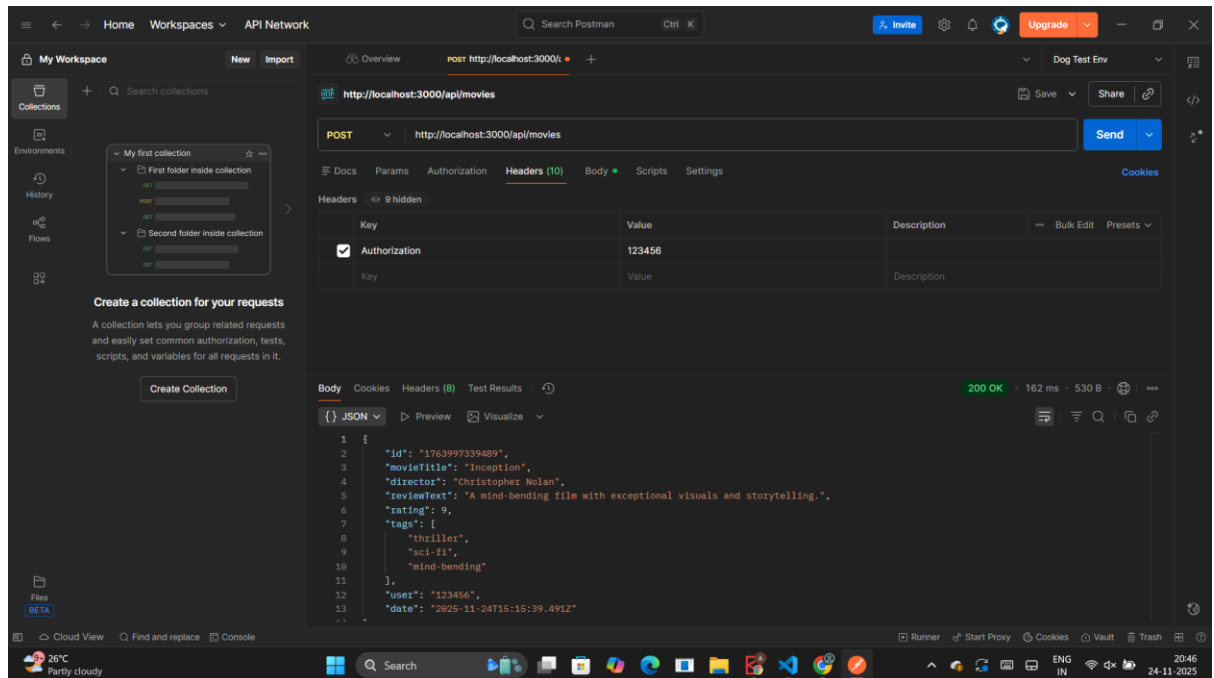 Home Workspaces API Network Search Postman Ctrl K Invite Upgrade
My Workspace New Import Overview POST http://localhost:3000/a Dog Test Env
Collections
Search collections
http://localhost:3000/api/movies Save Share
Environments
My first collection
First folder inside collection
GET
POST
GET
Second folder inside collection
GET
GET
History
Flows
Create a collection for your requests
A collection lets you group related requests
and easily set common authorization, tests,
scripts, and variables for all requests in it.
Create Collection
Files
BETA
POST http://localhost:3000/api/movies Send
Docs Params Authorization Headers (10) Body Scripts Settings Cookies
Headers 9 hidden
Key Value Description Bulk Edit Presets
Authorization 123456
Key Value Description
Body Cookies Headers (8) Test Results 200 OK 162 ms 530 B
{} JSON Preview Visualize
1 {
2 "id": "1763997339489",
3 "movieTitle": "Inception",
4 "director": "Christopher Nolan",
5 "reviewText": "A mind-bending film with exceptional visuals and storytelling.",
6 "rating": 9,
7 "tags": [
8 "thriller",
9 "sci-fi",
10 "mind-bending"
11 ],
12 "user": "123456",
13 "date": "2025-11-24T15:15:39.491Z"
Cloud View Find and replace Console Runner Start Proxy Cookies Vault Trash
26°C
Partly cloudy
Search
ENG
IN
20:46
24-11-2025